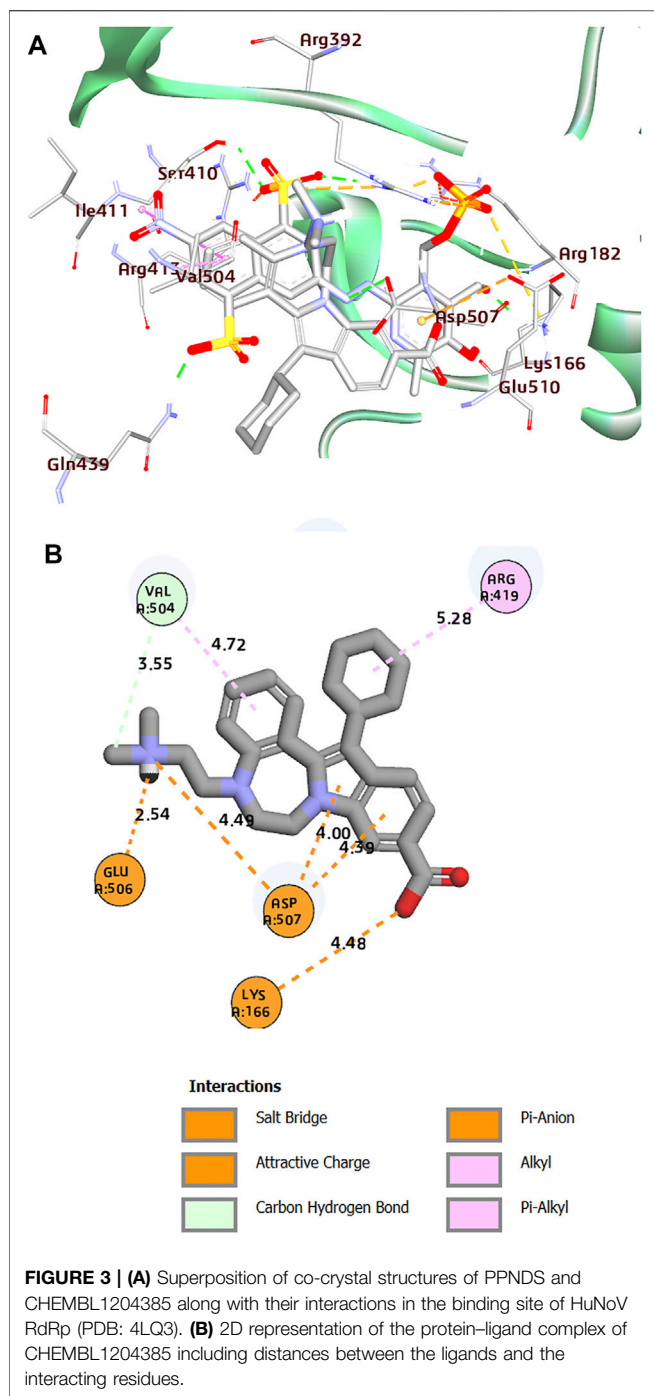 A
Arg392
Ser410
Ile411
Val504
Arg182
Asp507
Lys166
Glu510
Gln439
B
VAL
A:504
ARG
A:419
5.28
4.72
3.55
2.54
4.49
4.00
4.39
GLU
A:506
ASP
A:507
4.48
LYS
A:166
Interactions
Salt Bridge
Pi-Anion
Attractive Charge
Alkyl
Carbon Hydrogen Bond
Pi-Alkyl
FIGURE 3 | (A) Superposition of co-crystal structures of PPNDS and
CHEMBL1204385 along with their interactions in the binding site of HuNoV
RdRp (PDB: 4LQ3). (B) 2D representation of the protein–ligand complex of
CHEMBL1204385 including distances between the ligands and the
interacting residues.